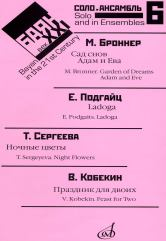 СОЛО·АНСАМБЛЬ
Solo
and in Ensembles
6
БАЯН
Bayan
in the 21st Century
М. Броннер
Сад снов
Адам и Ева
M. Bronner. Garden of Dreams
Adam and Eve
Е. Подгайц
Ladoga
E. Podgaits. Ladoga
Т. Сергеева
Ночные цветы
T. Sergeyeva. Night Flowers
В. Кобекин
Праздник для двоих
V. Kobekin. Feast for Two